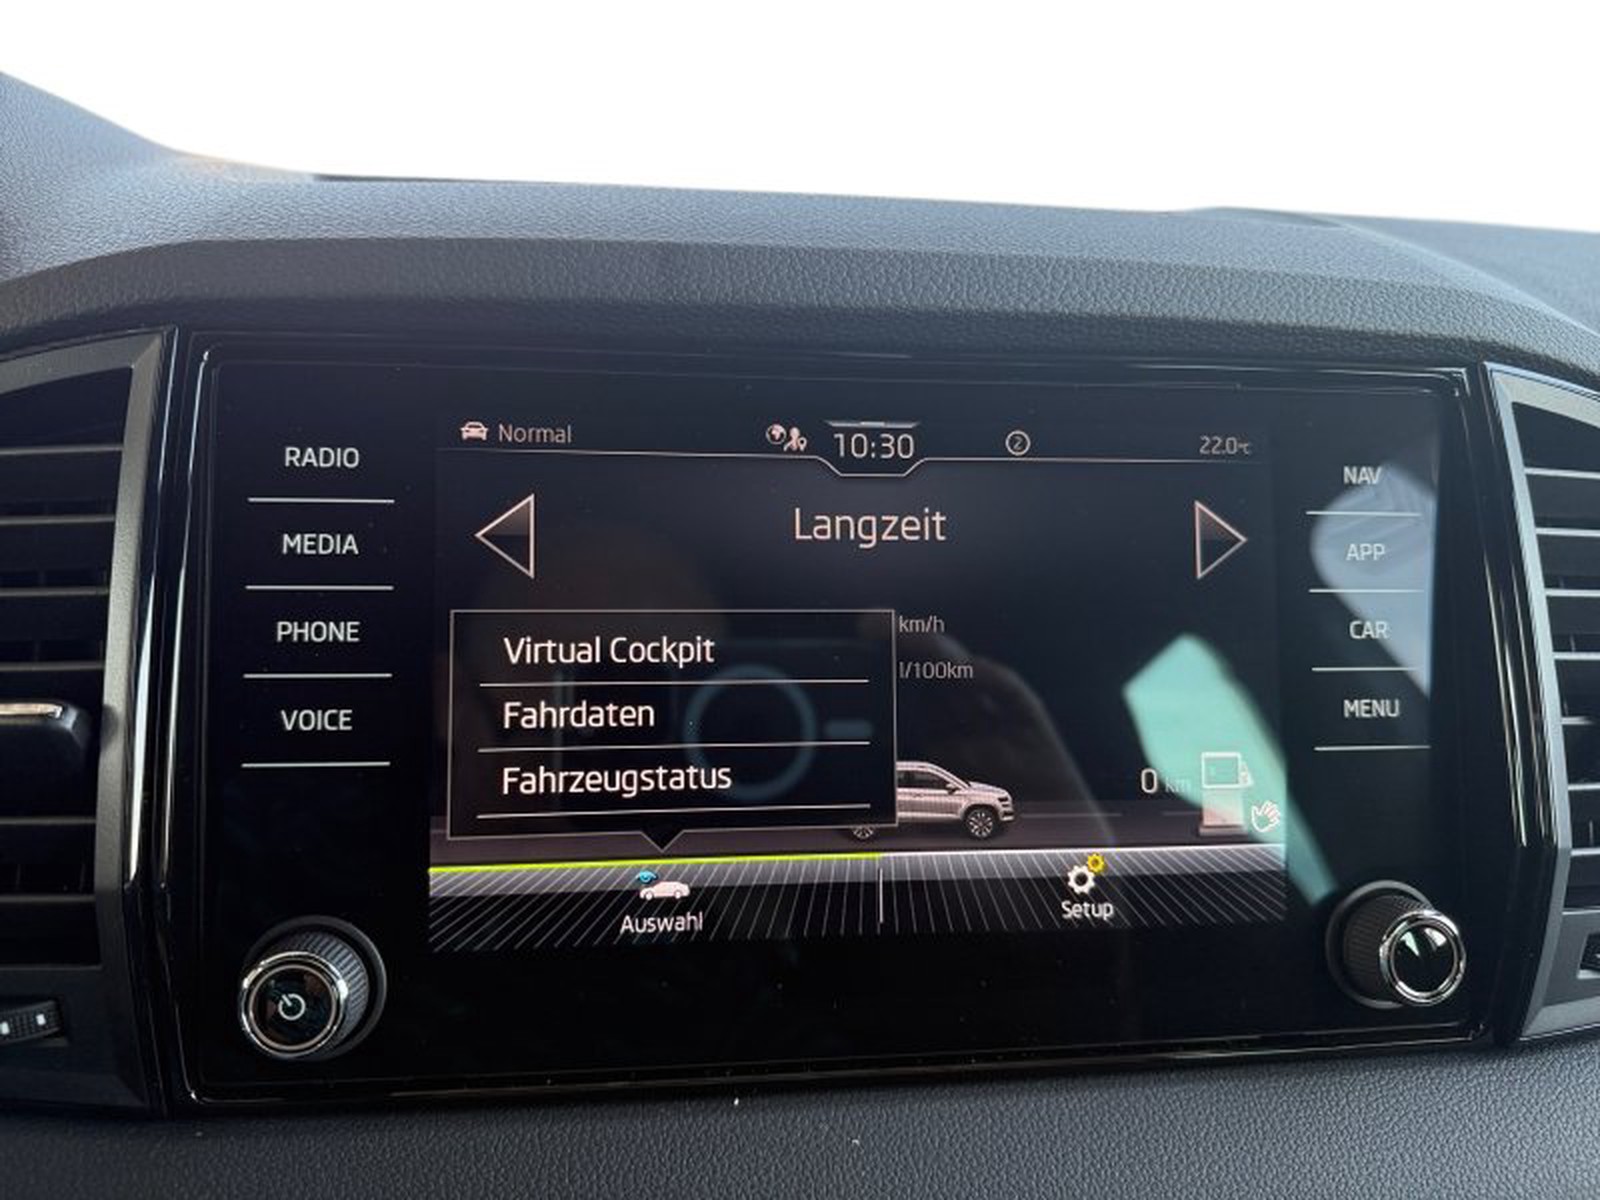 RADIO
MEDIA
PHONE
VOICE
Normal
10:30
2
22.0°C
Langzeit
km/h
l/100km
Virtual Cockpit
Fahrdaten
Fahrzeugstatus
0 km
Auswahl
Setup
NAV
APP
CAR
MENU